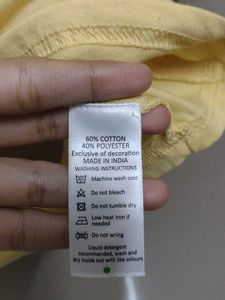 60% COTTON
40% POLYESTER
Exclusive of decoration
MADE IN INDIA
WASHING INSTRUCTIONS
Machine wash cold
Do not bleach
Do not tumble dry
Low heat iron if
needed
Do not wring
Liquid detergent
recommended, wash and
dry inside out with like colours